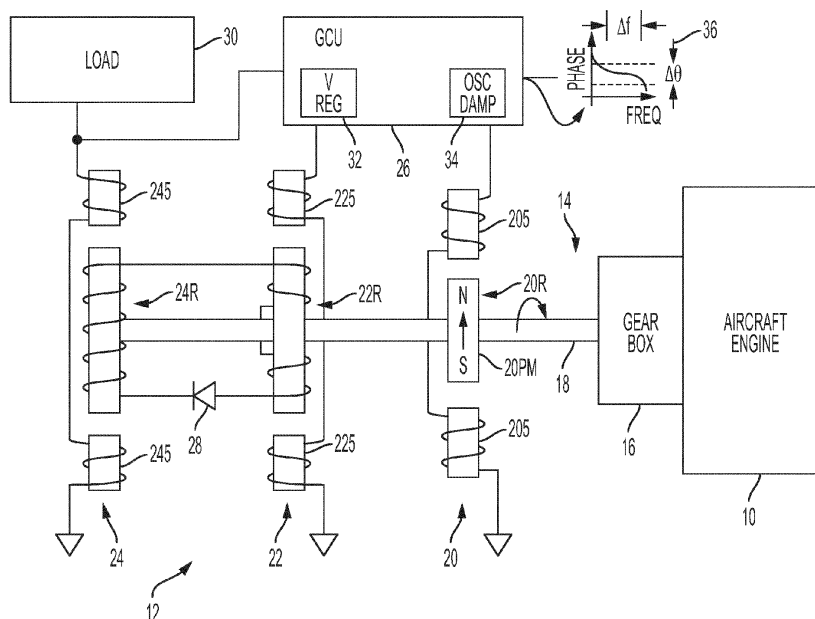 30
LOAD
GCU
V
REG
OSC
DAMP
32
26
34
Δf
36
PHASE
Δθ
FREQ
245
225
205
14
24R
22R
20R
N
S
20PM
18
GEAR
BOX
16
AIRCRAFT
ENGINE
10
28
245
225
205
24
22
20
12